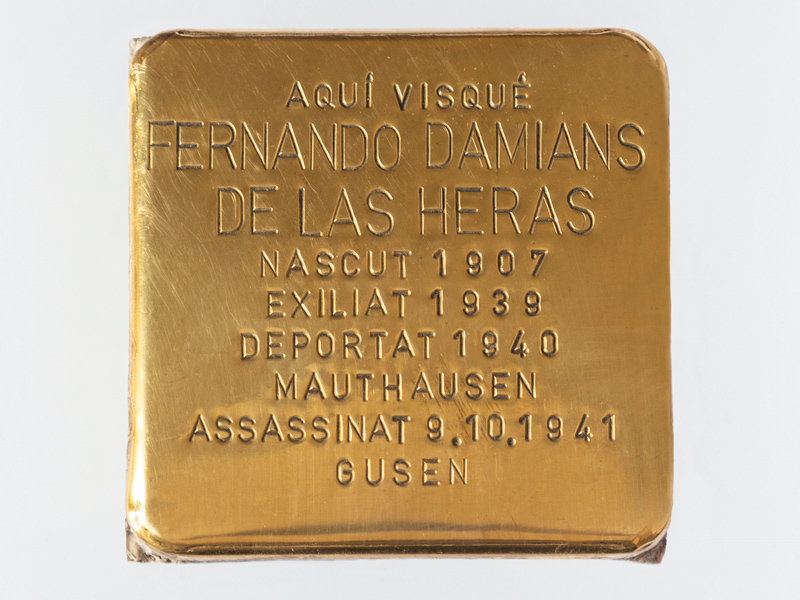 AQUÍ VISQUÉ
FERNANDO DAMIANS
DE LAS HERAS
NASCUT 1907
EXILIAT 1939
DEPORTAT 1940
MAUTHAUSEN
ASSASSINAT 9.10.1941
GUSEN